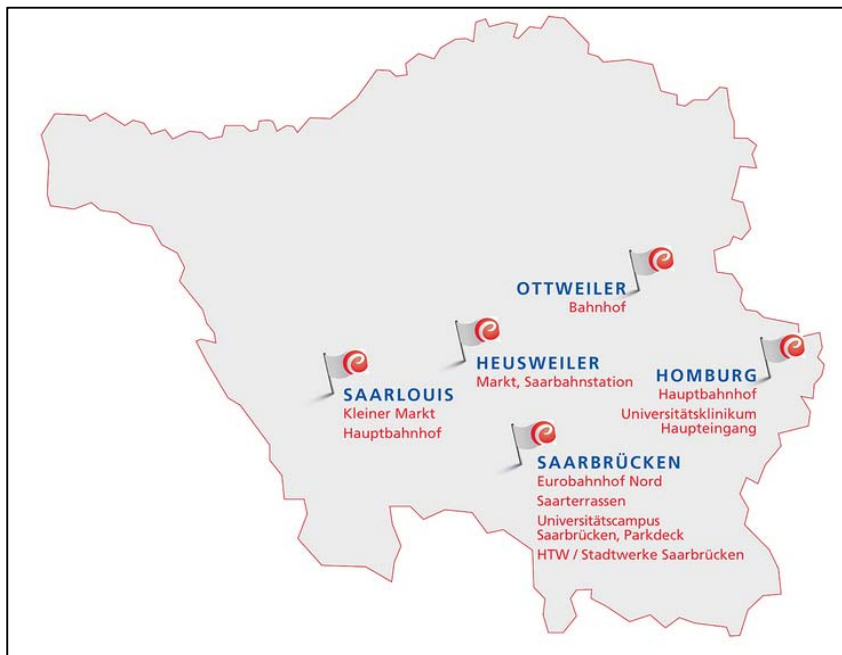 OTTWEILER
Bahnhof
HEUSWEILER
Markt, Saarbahnstation
HOMBURG
Hauptbahnhof
Universitätsklinikum
Haupteingang
SAARLOUIS
Kleiner Markt
Hauptbahnhof
SAARBRÜCKEN
Eurobahnhof Nord
Saarterrassen
Universitätscampus
Saarbrücken, Parkdeck
HTW / Stadtwerke Saarbrücken